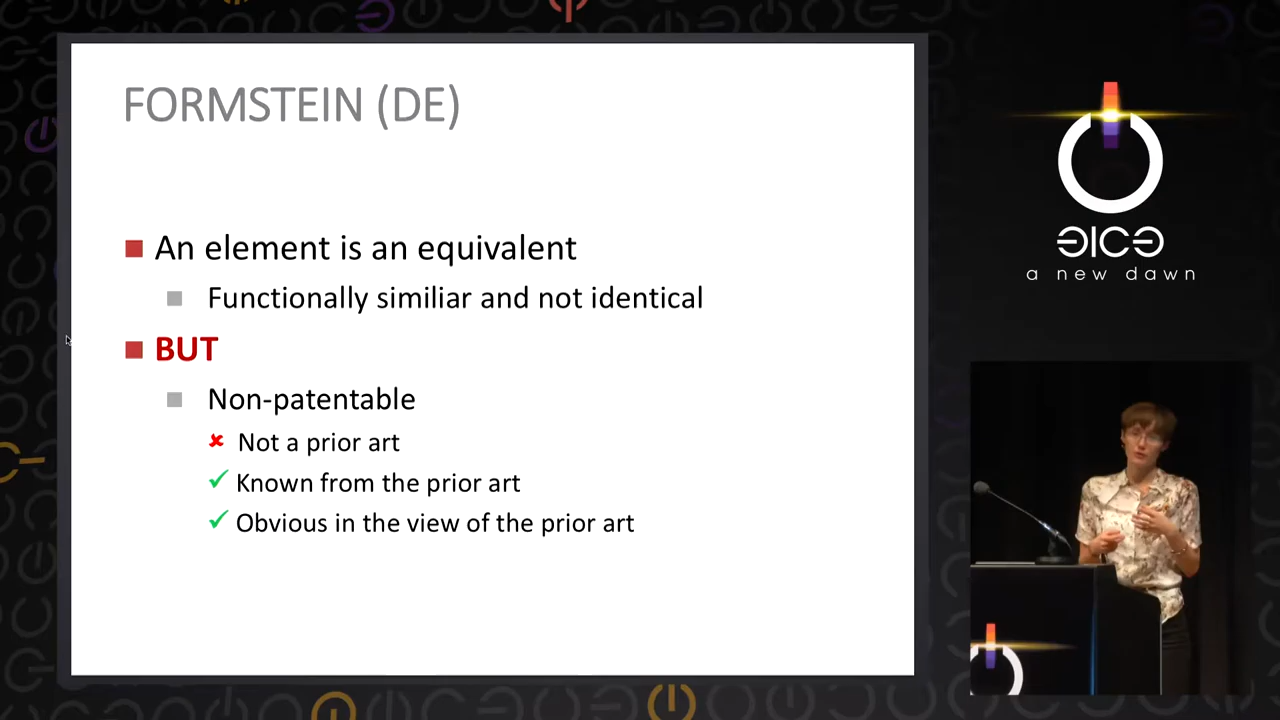 FORMSTEIN (DE)
An element is an equivalent
Functionally similiar and not identical
BUT
Non-patentable
Not a prior art
Known from the prior art
Obvious in the view of the prior art
a new dawn